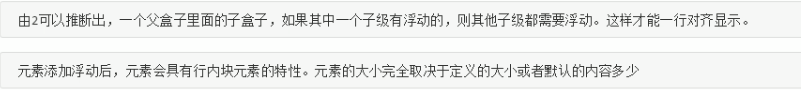 由2可以推断出，一个父盒子里面的子盒子，如果其中一个子级有浮动的，则其他子级都需要浮动。这样才能一行对齐显示。
元素添加浮动后，元素会具有行内块元素的特性。元素的大小完全取决于定义的大小或者默认的内容多少